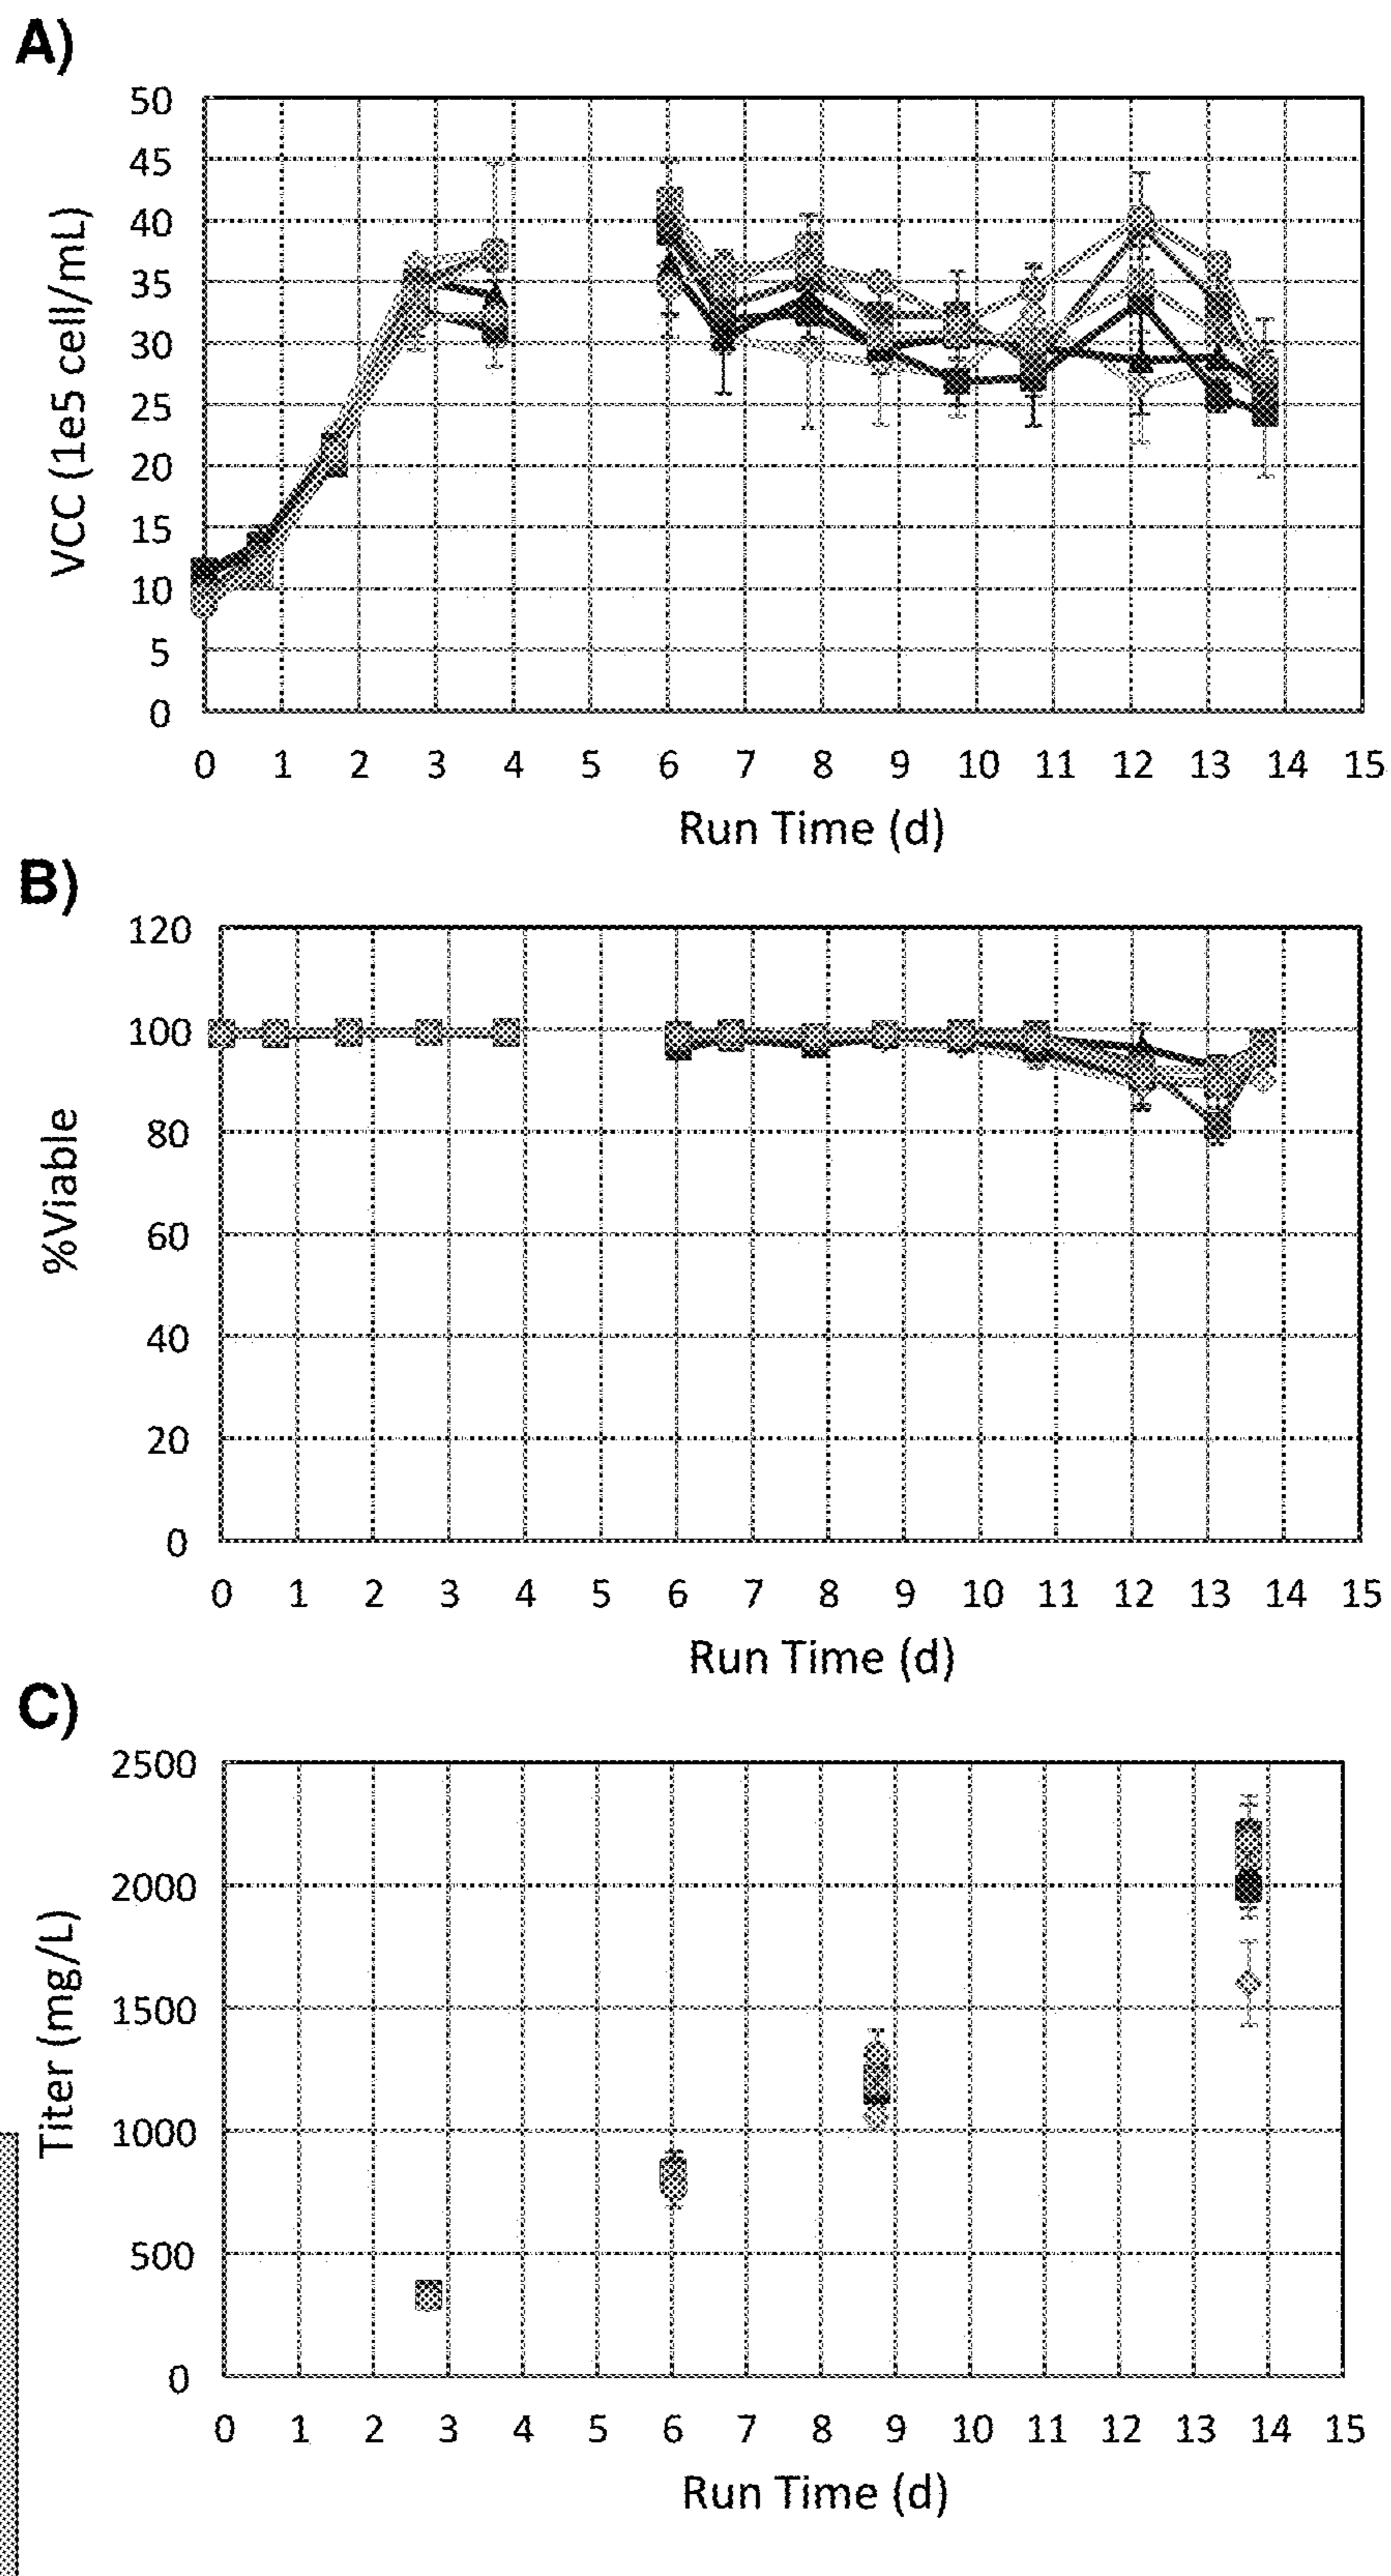 A)
50
45
40
35
30
25
20
15
10
5
0
VCC (1e5 cell/mL)
0 1 2 3 4 5 6 7 8 9 10 11 12 13 14 15
Run Time (d)
B)
120
100
80
60
40
20
0
%Viable
0 1 2 3 4 5 6 7 8 9 10 11 12 13 14 15
Run Time (d)
C)
2500
2000
1500
1000
500
0
Titer (mg/L)
0 1 2 3 4 5 6 7 8 9 10 11 12 13 14 15
Run Time (d)